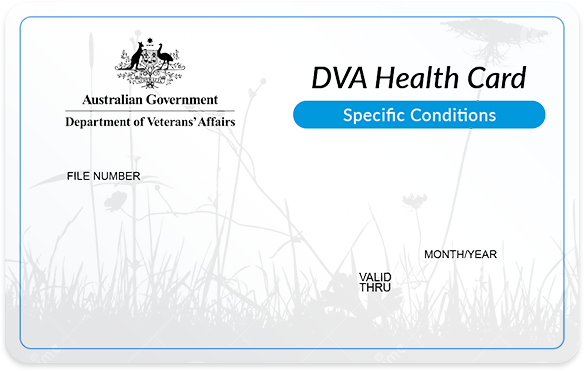 Australian Government
Department of Veterans' Affairs
DVA Health Card
Specific Conditions
FILE NUMBER
MONTH/YEAR
VALID
THRU